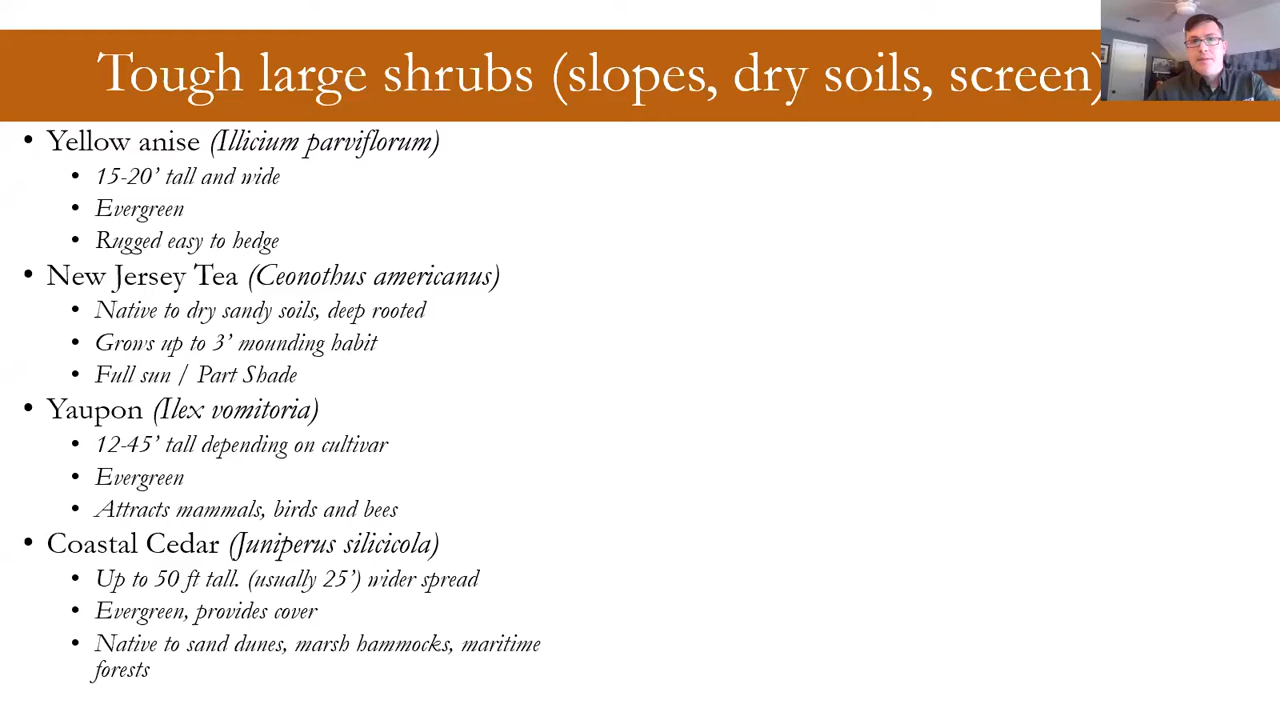 Tough large shrubs (slopes, dry soils, screen)
• Yellow anise (Illicium parviflorum)
• 15-20’ tall and wide
• Evergreen
• Rugged easy to hedge
• New Jersey Tea (Ceonothus americanus)
• Native to dry sandy soils, deep rooted
• Grows up to 3’ mounding habit
• Full sun / Part Shade
• Yaupon (Ilex vomitoria)
• 12-45’ tall depending on cultivar
• Evergreen
• Attracts mammals, birds and bees
• Coastal Cedar (Juniperus silicicola)
• Up to 50 ft tall. (usually 25’) wider spread
• Evergreen, provides cover
• Native to sand dunes, marsh hammocks, maritime
forests